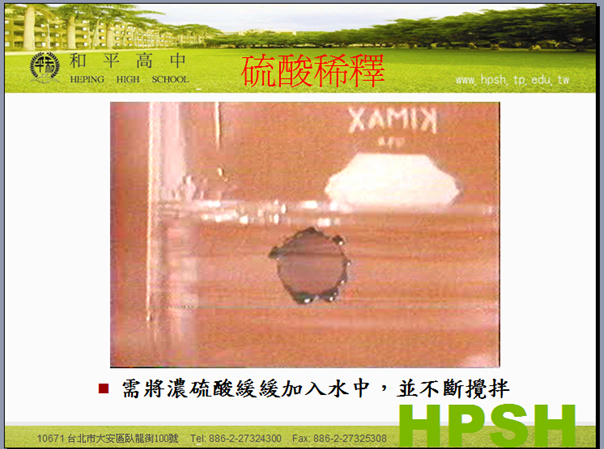 和平高中
HEPING HIGH SCHOOL
硫酸稀釋
www.hpsh.tp.edu.tw
KIMAX
USA
■ 需將濃硫酸緩緩加入水中，並不斷攪拌
HPSH
10671 台北市大安區臥龍街100號 Tel: 886-2-27324300 Fax: 886-2-27325308